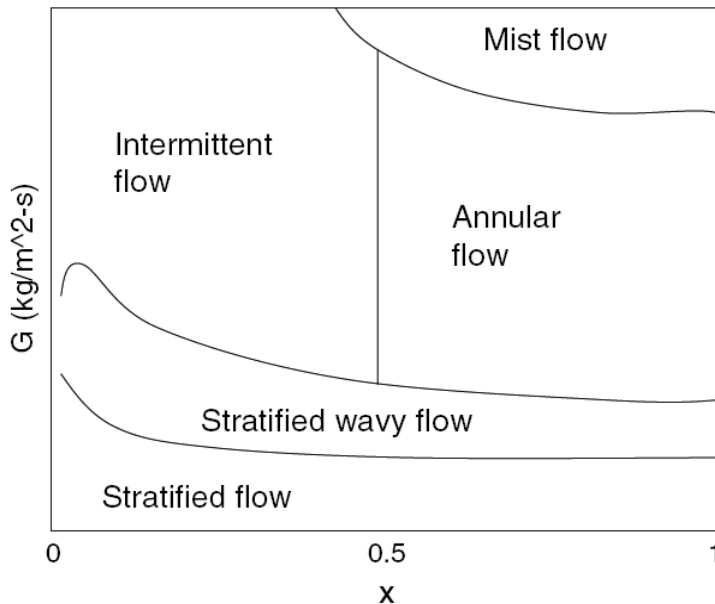 Mist flow
Intermittent
flow
Annular
flow
G (kg/m^2-s)
Stratified wavy flow
Stratified flow
0
0.5
1
x